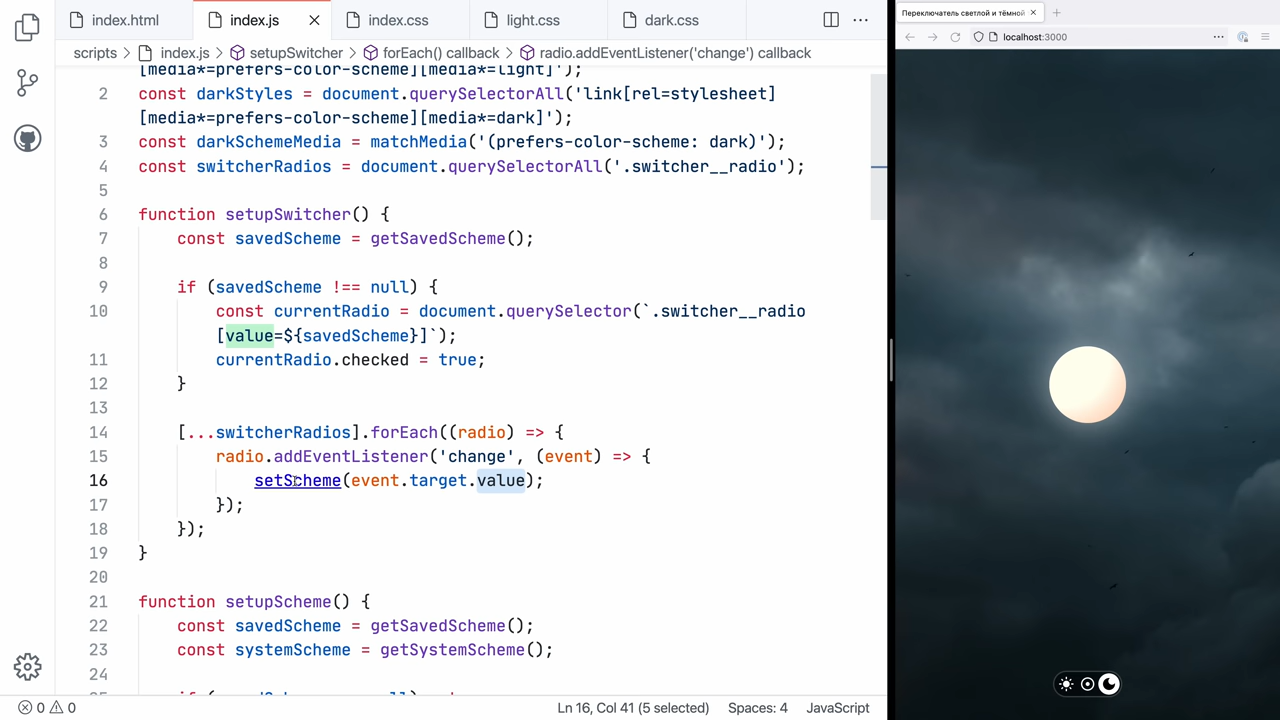 index.html index.js index.css light.css dark.css
scripts index.js setupSwitcher forEach() callback radio.addEventListener('change') callback
[media*=prefers-color-scheme][media*=light]');
2 const darkStyles = document.querySelectorAll('link[rel=stylesheet]
[media*=prefers-color-scheme][media*=dark]');
3 const darkSchemeMedia = matchMedia('(prefers-color-scheme: dark)');
4 const switcherRadios = document.querySelectorAll('.switcher__radio');
5
6 function setupSwitcher() {
7 const savedScheme = getSavedScheme();
8
9 if (savedScheme !== null) {
10 const currentRadio = document.querySelector(`.switcher__radio
[value=${savedScheme}]`);
11 currentRadio.checked = true;
12 }
13
14 [...switcherRadios].forEach((radio) => {
15 radio.addEventListener('change', (event) => {
16 setScheme(event.target.value);
17 });
18 });
19 }
20
21 function setupScheme() {
22 const savedScheme = getSavedScheme();
23 const systemScheme = getSystemScheme();
24
0 0 Ln 16, Col 41 (5 selected) Spaces: 4 JavaScript
Переключатель светлой и тёмной
localhost:3000